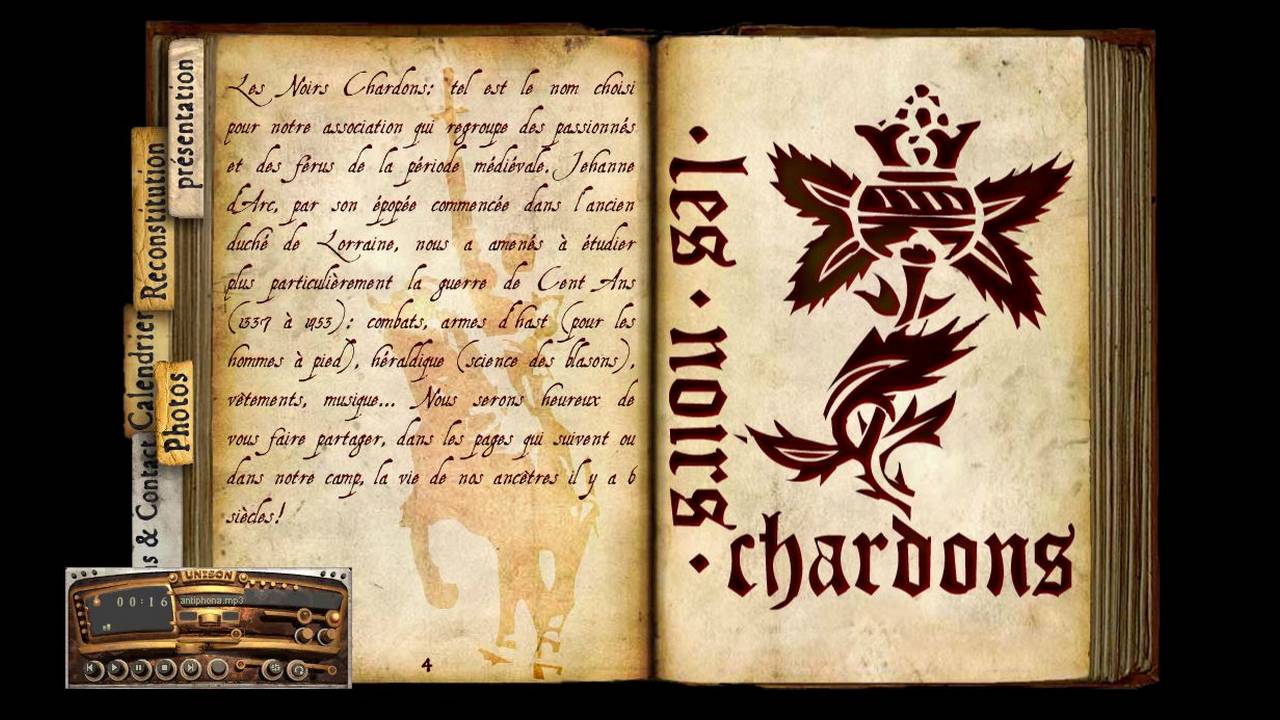 présentation
Reconstitution
Calendrier
Photos
s & Contact
Les Noirs Chardons: tel est le nom choisi
pour notre association qui regroupe des passionnés
et des férus de la période médiévale. Jehanne
d'Arc, par son épopée commencée dans l'ancien
duché de Lorraine, nous a amenés à étudier
plus particulièrement la guerre de Cent Ans
(1337 à 1453): combats, armes d'hast (pour les
hommes à pied), héraldique (science des blasons),
vêtements, musique... Nous serons heureux de
vous faire partager, dans les pages qui suivent ou
dans notre camp, la vie de nos ancêtres il y a 6
siècles!
4
· les · noirs ·
chardons
UNISON
00:16
antiphona.mp3